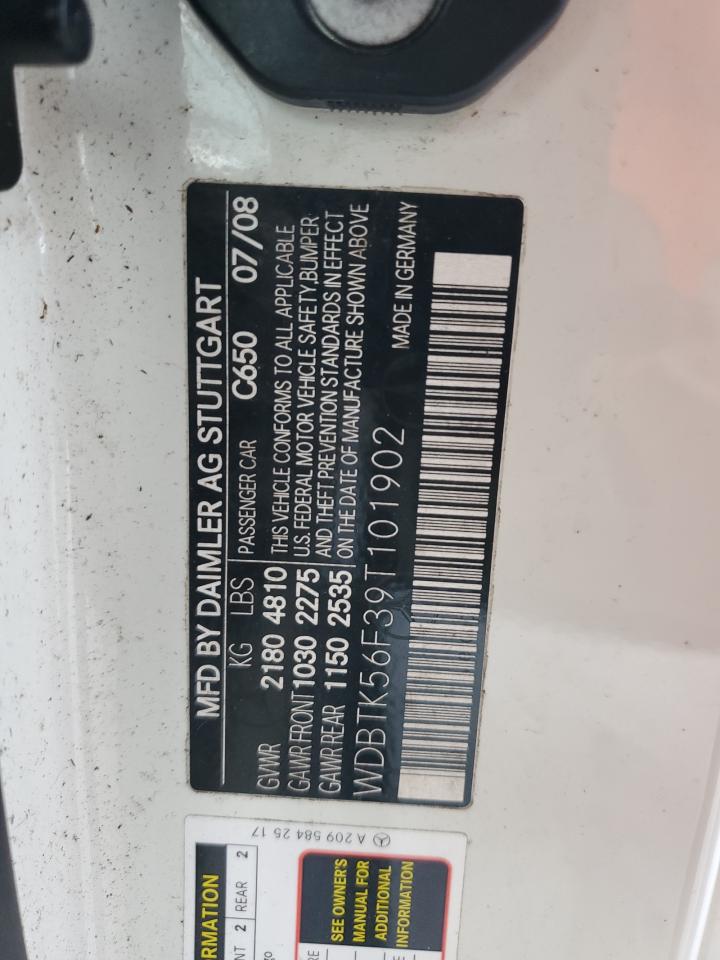 MFD BY DAIMLER AG STUTTGART
KG LBS PASSENGER CAR C650 07/08
GVWR 2180 4810 THIS VEHICLE CONFORMS TO ALL APPLICABLE
GAWR FRONT 1030 2275 U.S. FEDERAL MOTOR VEHICLE SAFETY, BUMPER,
GAWR REAR 1150 2535 AND THEFT PREVENTION STANDARDS IN EFFECT
ON THE DATE OF MANUFACTURE SHOWN ABOVE
WDBTK56F39T101902 MADE IN GERMANY
A 209 584 25 17
2 REAR 2
SEE OWNER'S
MANUAL FOR
ADDITIONAL
INFORMATION